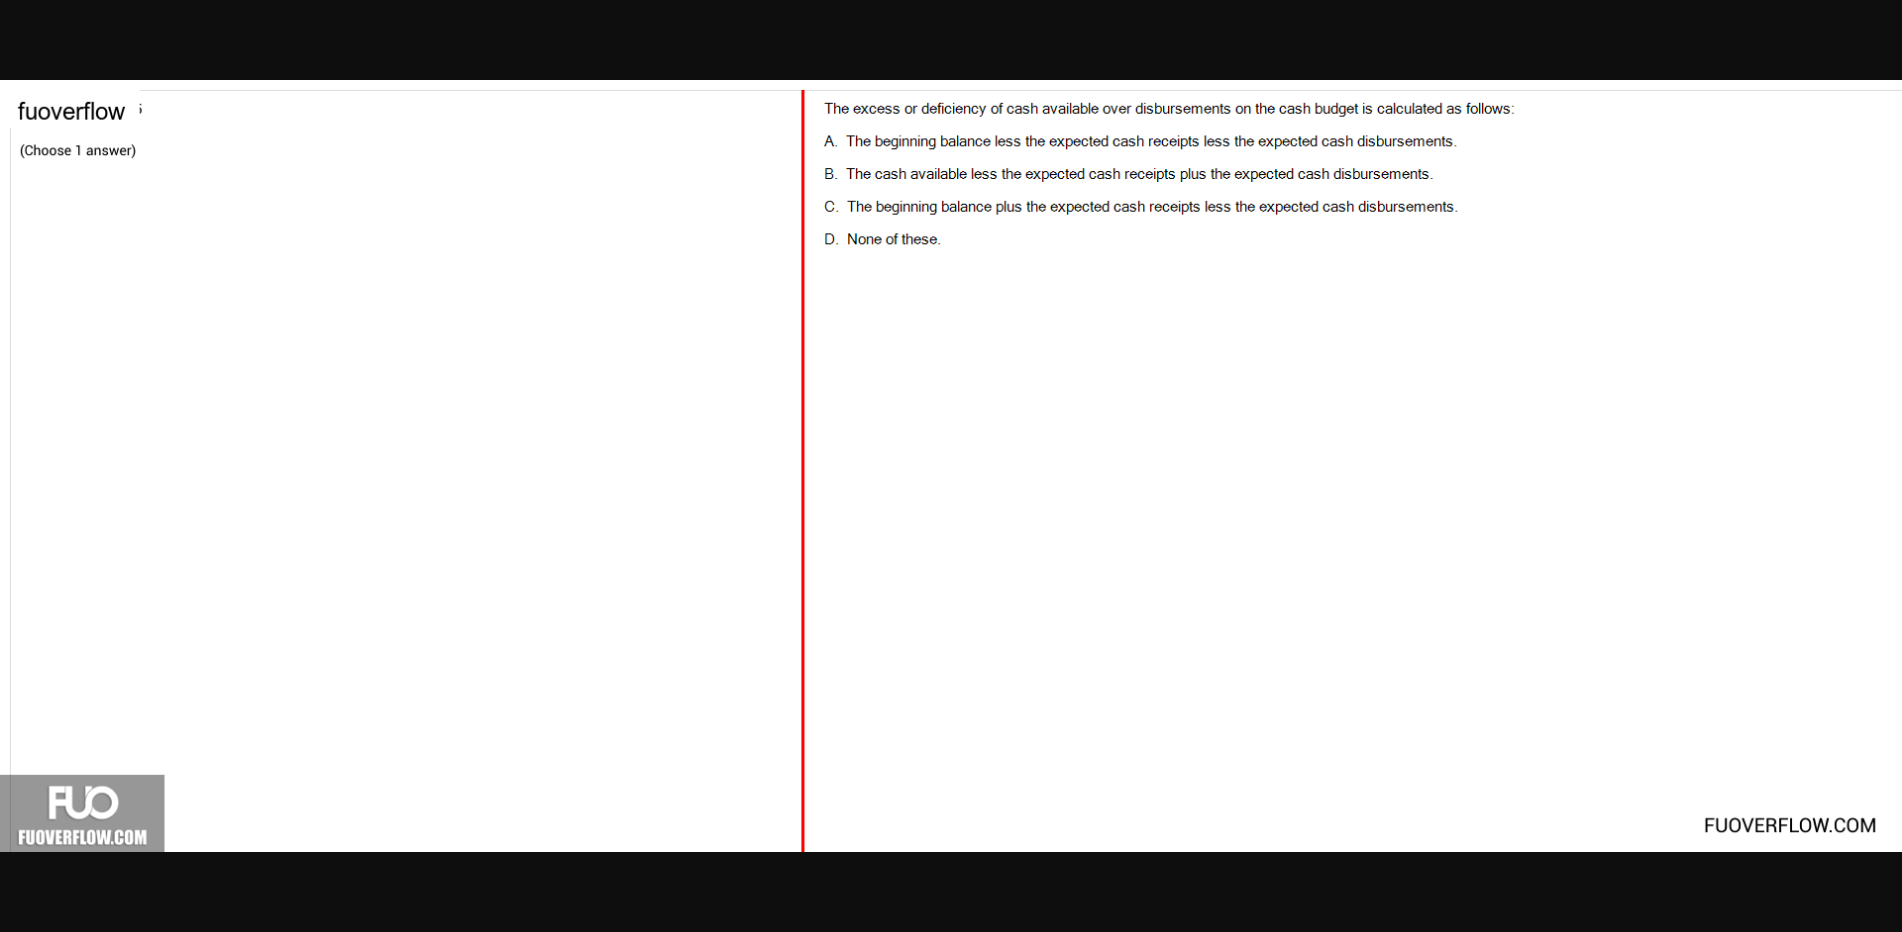 fuoverflow
(Choose 1 answer)
The excess or deficiency of cash available over disbursements on the cash budget is calculated as follows:
A. The beginning balance less the expected cash receipts less the expected cash disbursements.
B. The cash available less the expected cash receipts plus the expected cash disbursements.
C. The beginning balance plus the expected cash receipts less the expected cash disbursements.
D. None of these.
FUO
FUOVERFLOW.COM
FUOVERFLOW.COM